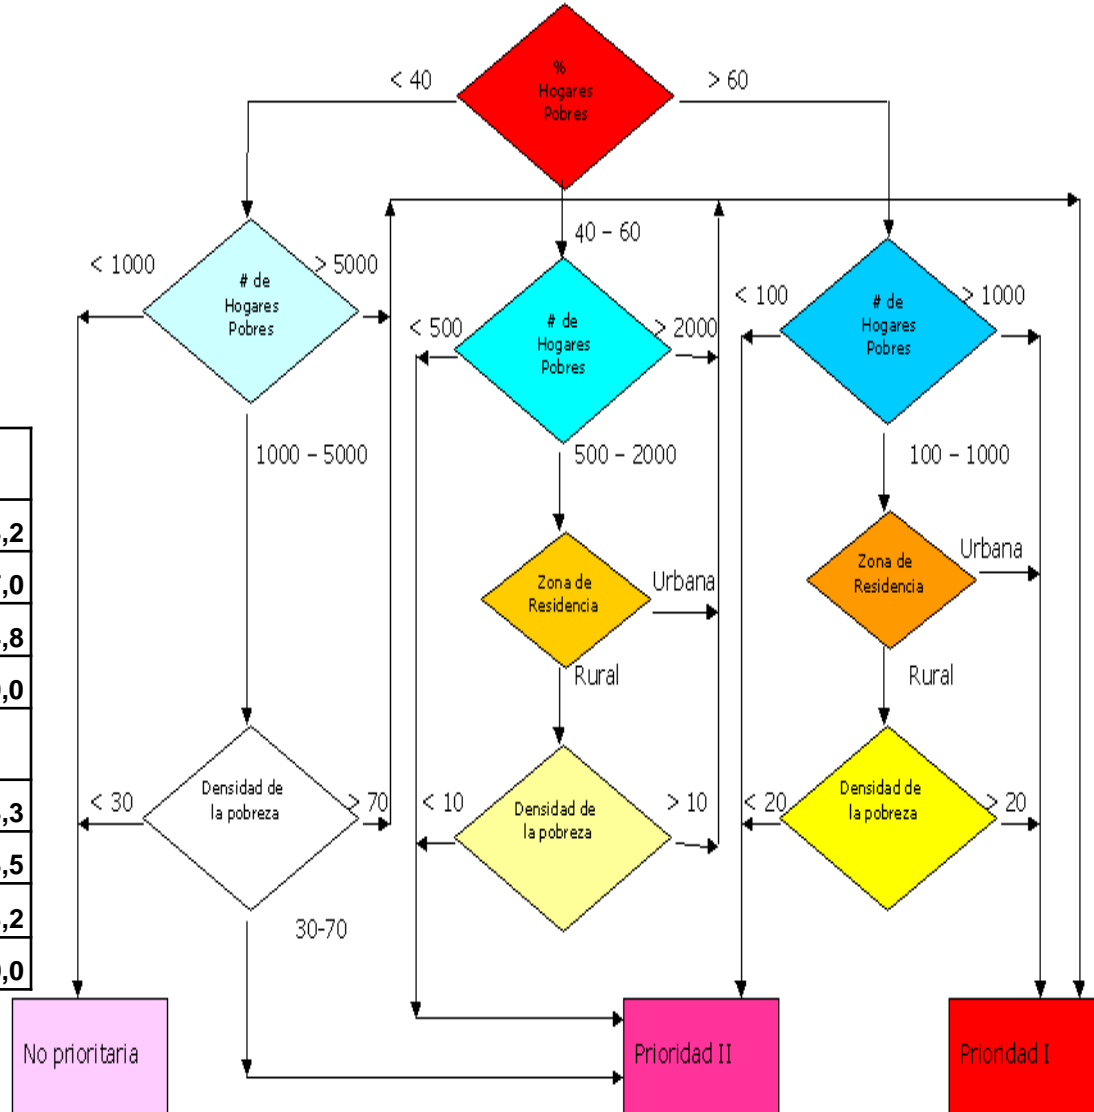 %
Hogares
Pobres
< 40
> 60
40 – 60
# de
Hogares
Pobres
< 1000
> 5000
# de
Hogares
Pobres
< 500
> 2000
# de
Hogares
Pobres
< 100
> 1000
1000 – 5000
500 – 2000
100 – 1000
,2
,0
,8
,0
,3
,5
,2
,0
Zona de
Residencia
Urbana
Rural
Zona de
Residencia
Urbana
Rural
Densidad de
la pobreza
< 30
> 70
30-70
Densidad de
la pobreza
< 10
> 10
Densidad de
la pobreza
< 20
> 20
No prioritaria
Prioridad II
Prioridad I